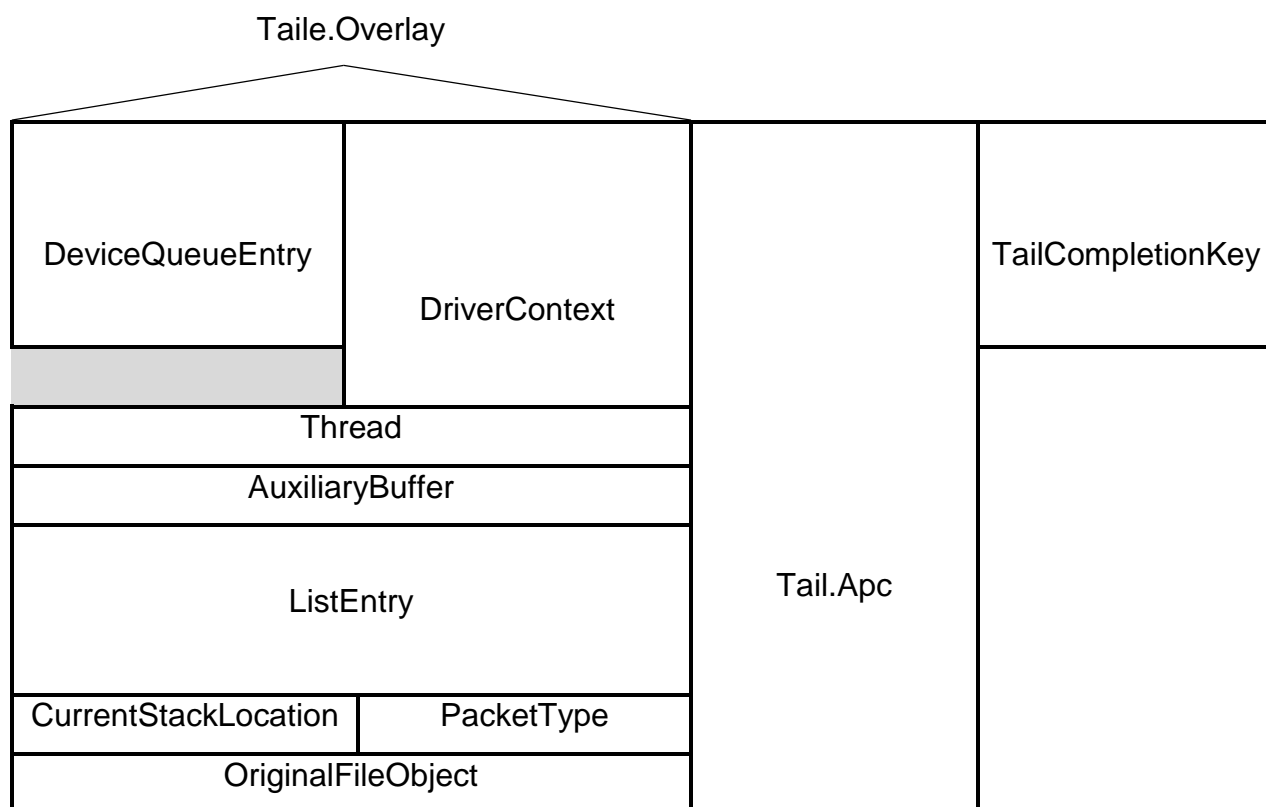 Taile.Overlay
DeviceQueueEntry
DriverContext
TailCompletionKey
Thread
AuxiliaryBuffer
ListEntry
Tail.Apc
CurrentStackLocation
PacketType
OriginalFileObject